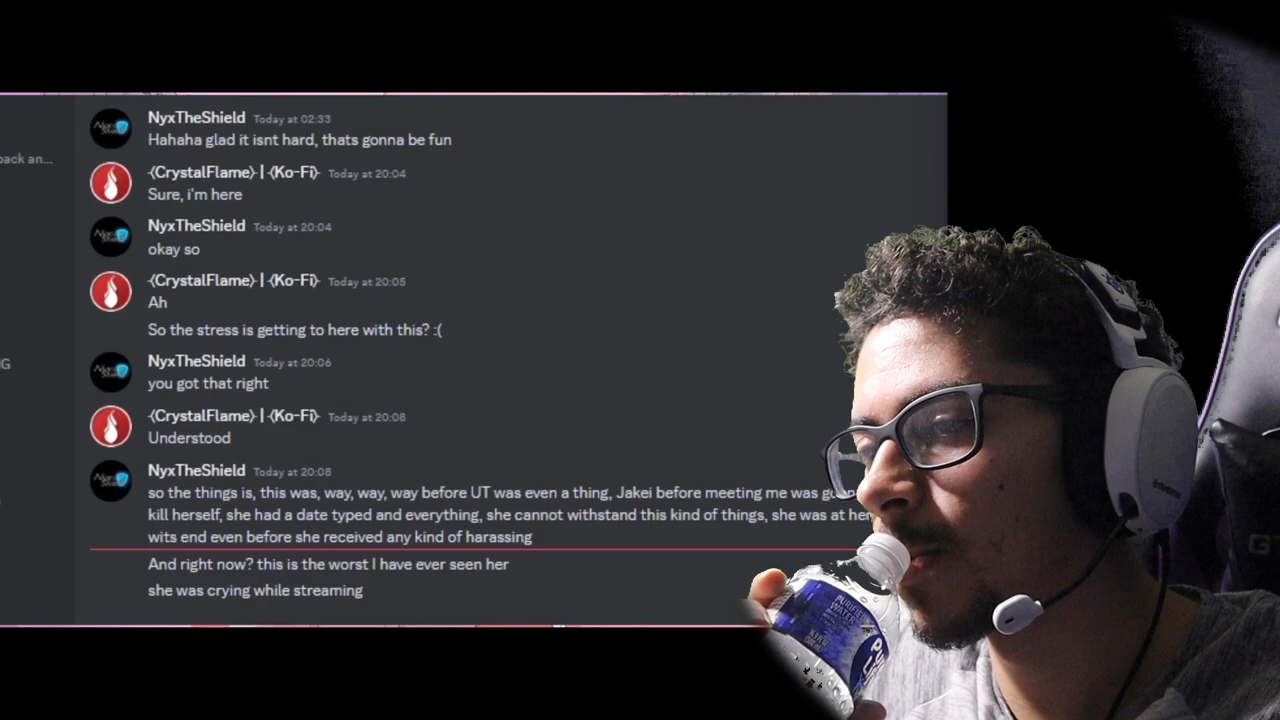 NyxTheShield Today at 02:33
Hahaha glad it isnt hard, thats gonna be fun
pack an...
⟨CrystalFlame⟩ | ⟨Ko-Fi⟩ Today at 20:04
Sure, i'm here
NyxTheShield Today at 20:04
okay so
⟨CrystalFlame⟩ | ⟨Ko-Fi⟩ Today at 20:05
Ah
So the stress is getting to here with this? :(
NyxTheShield Today at 20:06
you got that right
⟨CrystalFlame⟩ | ⟨Ko-Fi⟩ Today at 20:08
Understood
NyxTheShield Today at 20:08
so the things is, this was, way, way, way before UT was even a thing, Jakei before meeting me was
kill herself, she had a date typed and everything, she cannot withstand this kind of things, she was at her
wits end even before she received any kind of harassing
And right now? this is the worst I have ever seen her
she was crying while streaming
PURIFIED
WATER